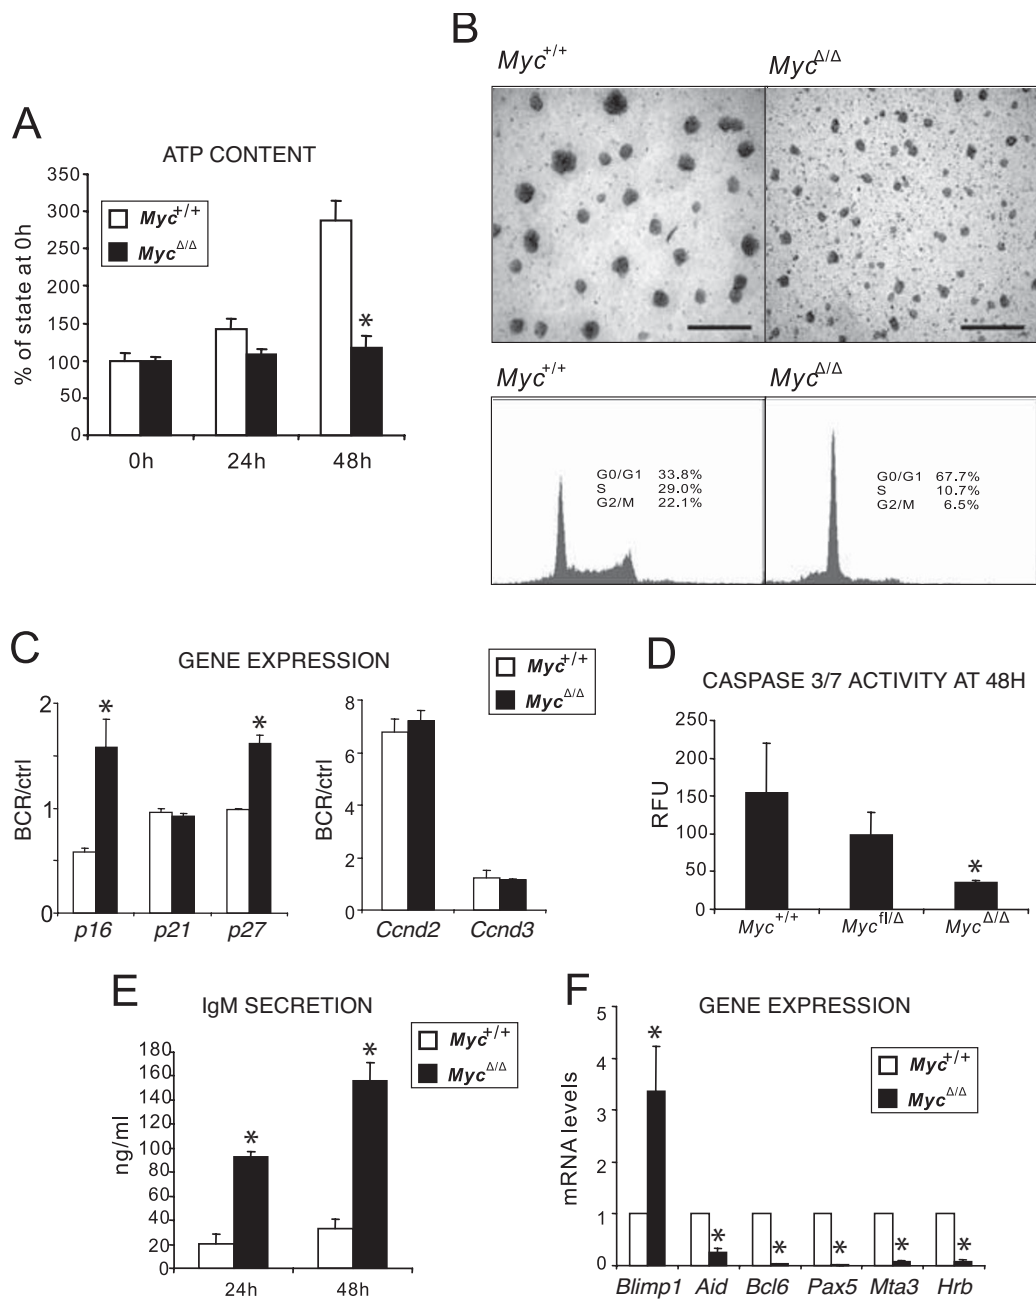 A
ATP CONTENT
% of state at 0h
350
300
250
200
150
100
50
0
Myc+/+
MycΔ/Δ
*
0h 24h 48h
B
Myc+/+ MycΔ/Δ
Myc+/+ MycΔ/Δ
G0/G1 33.8%
S 29.0%
G2/M 22.1%
G0/G1 67.7%
S 10.7%
G2/M 6.5%
C
GENE EXPRESSION
Myc+/+
MycΔ/Δ
BCR/ctrl
2
1
0
* *
p16 p21 p27
BCR/ctrl
8
6
4
2
0
Ccnd2 Ccnd3
D
CASPASE 3/7 ACTIVITY AT 48H
RFU
250
200
150
100
50
0
*
Myc+/+ Mycfl/Δ MycΔ/Δ
E
IgM SECRETION
Myc+/+
MycΔ/Δ
ng/ml
180
160
140
120
100
80
60
40
20
0
* *
24h 48h
F
GENE EXPRESSION
Myc+/+
MycΔ/Δ
mRNA levels
5
4
3
2
1
0
* * * * * *
Blimp1 Aid Bcl6 Pax5 Mta3 Hrb